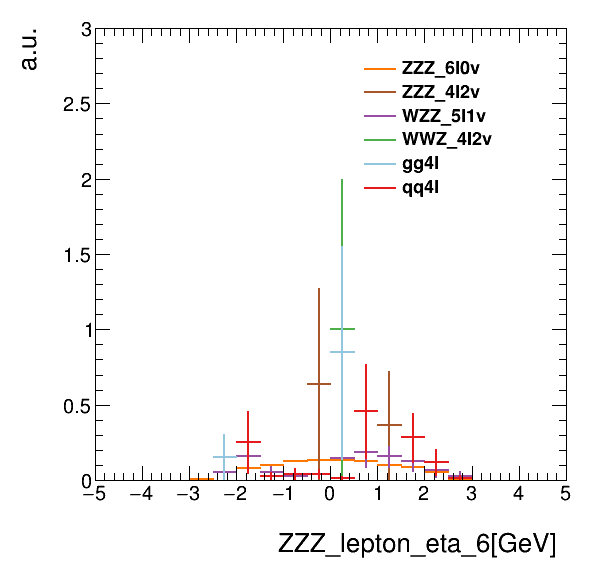 a.u.
3
2.5
2
1.5
1
0.5
0
−5 −4 −3 −2 −1 0 1 2 3 4 5
ZZZ_6l0v
ZZZ_4l2v
WZZ_5l1v
WWZ_4l2v
gg4l
qq4l
ZZZ_lepton_eta_6[GeV]